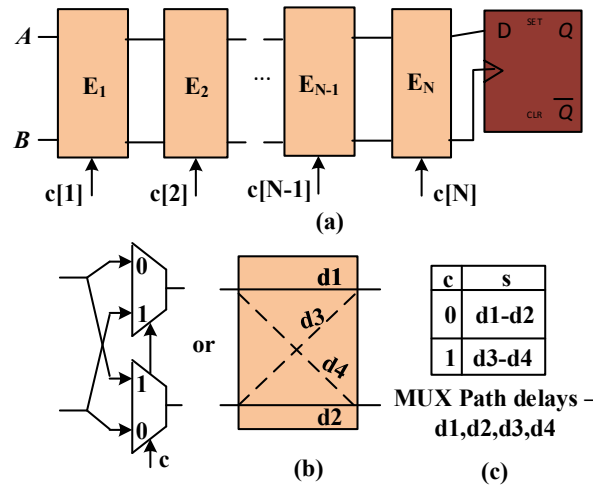 A
B
E1
E2
...
EN-1
EN
D
SET
Q
CLR
Q̅
c[1]
c[2]
c[N-1]
c[N]
(a)
0
1
1
0
c
or
d1
d3
d4
d2
(b)
c s
0 d1-d2
1 d3-d4
MUX Path delays –
d1,d2,d3,d4
(c)